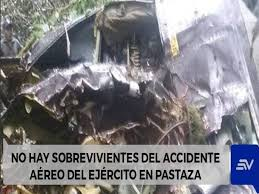 NO HAY SOBREVIVIENTES DEL ACCIDENTE
AÉREO DEL EJÉRCITO EN PASTAZA